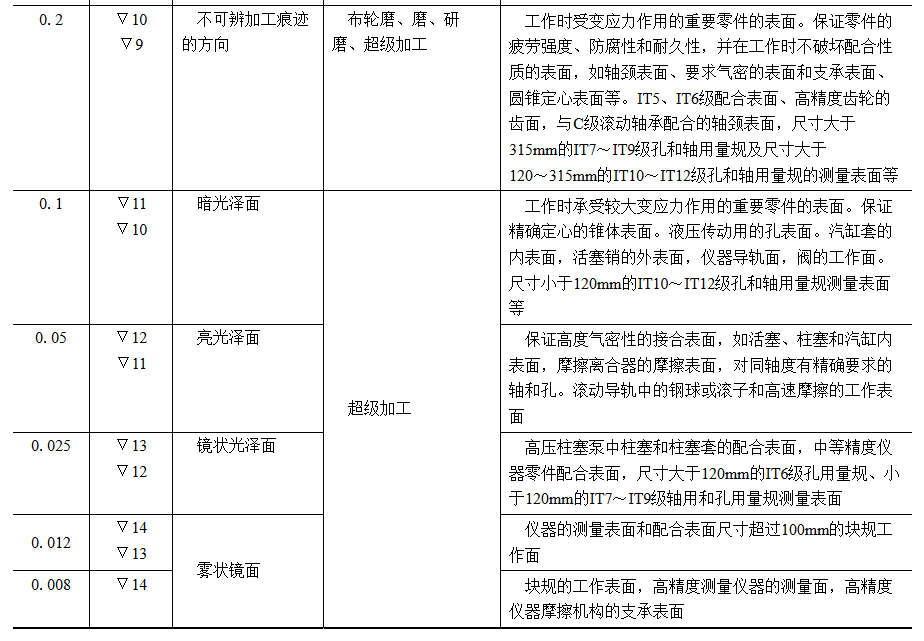 0. 2
▽10
▽9
不可辨加工痕迹
的方向
布轮磨、磨、研
磨、超级加工
工作时受变应力作用的重要零件的表面。保证零件的
疲劳强度、防腐性和耐久性，并在工作时不破坏配合性
质的表面，如轴颈表面、要求气密的表面和支承表面、
圆锥定心表面等。IT5、IT6级配合表面、高精度齿轮的
齿面，与C级滚动轴承配合的轴颈表面，尺寸大于
315mm的IT7～IT9级孔和轴用量规及尺寸大于
120～315mm的IT10～IT12级孔和轴用量规的测量表面等
0. 1
▽11
▽10
暗光泽面
超级加工
工作时承受较大变应力作用的重要零件的表面。保证
精确定心的锥体表面。液压传动用的孔表面。汽缸套的
内表面，活塞销的外表面，仪器导轨面，阀的工作面。
尺寸小于120mm的IT10～IT12级孔和轴用量规测量表面
等
0. 05
▽12
▽11
亮光泽面
保证高度气密性的接合表面，如活塞、柱塞和汽缸内
表面，摩擦离合器的摩擦表面，对同轴度有精确要求的
轴和孔。滚动导轨中的钢球或滚子和高速摩擦的工作表
面
0. 025
▽13
▽12
镜状光泽面
高压柱塞泵中柱塞和柱塞套的配合表面，中等精度仪
器零件配合表面，尺寸大于120mm的IT6级孔用量规、小
于120mm的IT7～IT9级轴用和孔用量规测量表面
0. 012
▽14
▽13
雾状镜面
仪器的测量表面和配合表面尺寸超过100mm的块规工
作面
0. 008
▽14
块规的工作表面，高精度测量仪器的测量面，高精度
仪器摩擦机构的支承表面